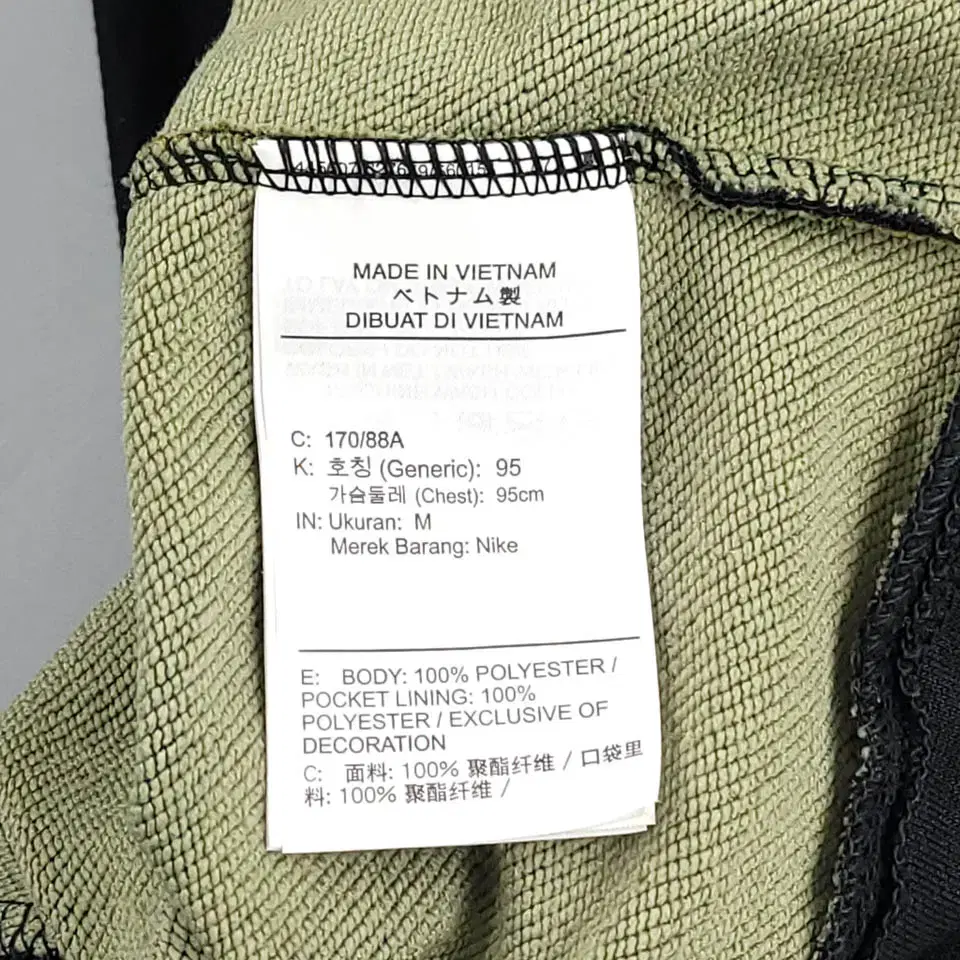 MADE IN VIETNAM
ベトナム製
DIBUAT DI VIETNAM
C: 170/88A
K: 호칭 (Generic): 95
가슴둘레 (Chest): 95cm
IN: Ukuran: M
Merek Barang: Nike
E: BODY: 100% POLYESTER /
POCKET LINING: 100%
POLYESTER / EXCLUSIVE OF
DECORATION
C: 面料: 100% 聚酯纤维 / 口袋里
料: 100% 聚酯纤维 /